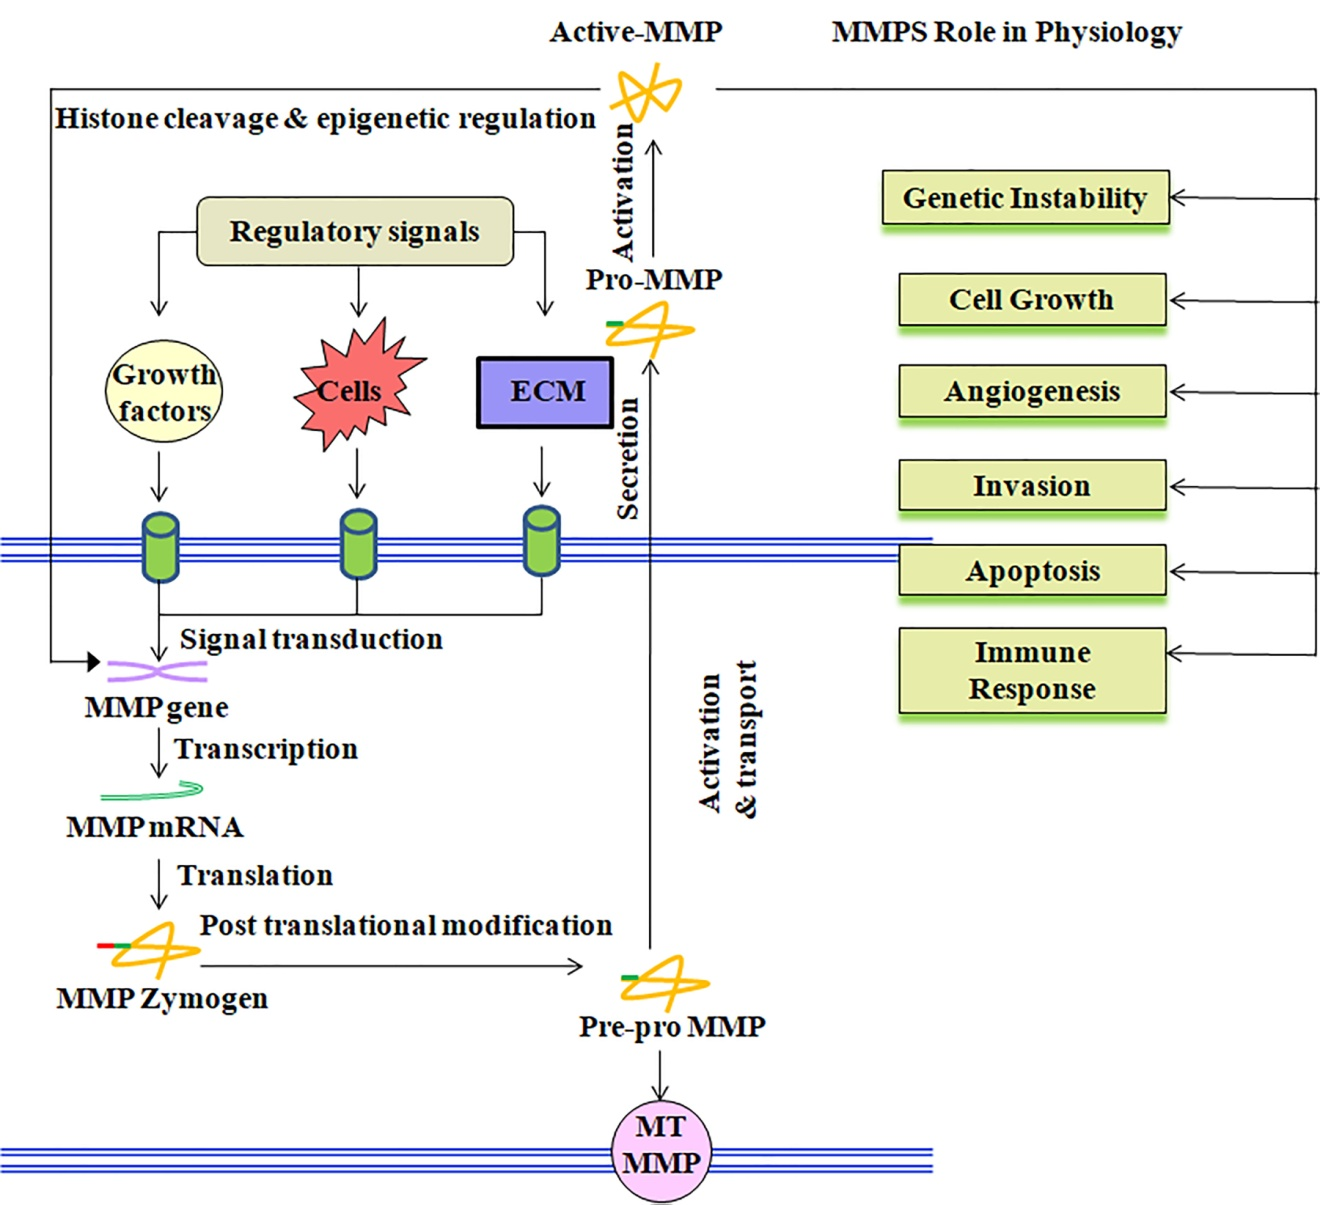 Active-MMP
MMPS Role in Physiology
Histone cleavage & epigenetic regulation
Activation
Regulatory signals
Pro-MMP
Growth
factors
Cells
ECM
Secretion
Signal transduction
MMP gene
Transcription
MMP mRNA
Translation
Post translational modification
MMP Zymogen
Pre-pro MMP
Activation
& transport
MT
MMP
Genetic Instability
Cell Growth
Angiogenesis
Invasion
Apoptosis
Immune
Response